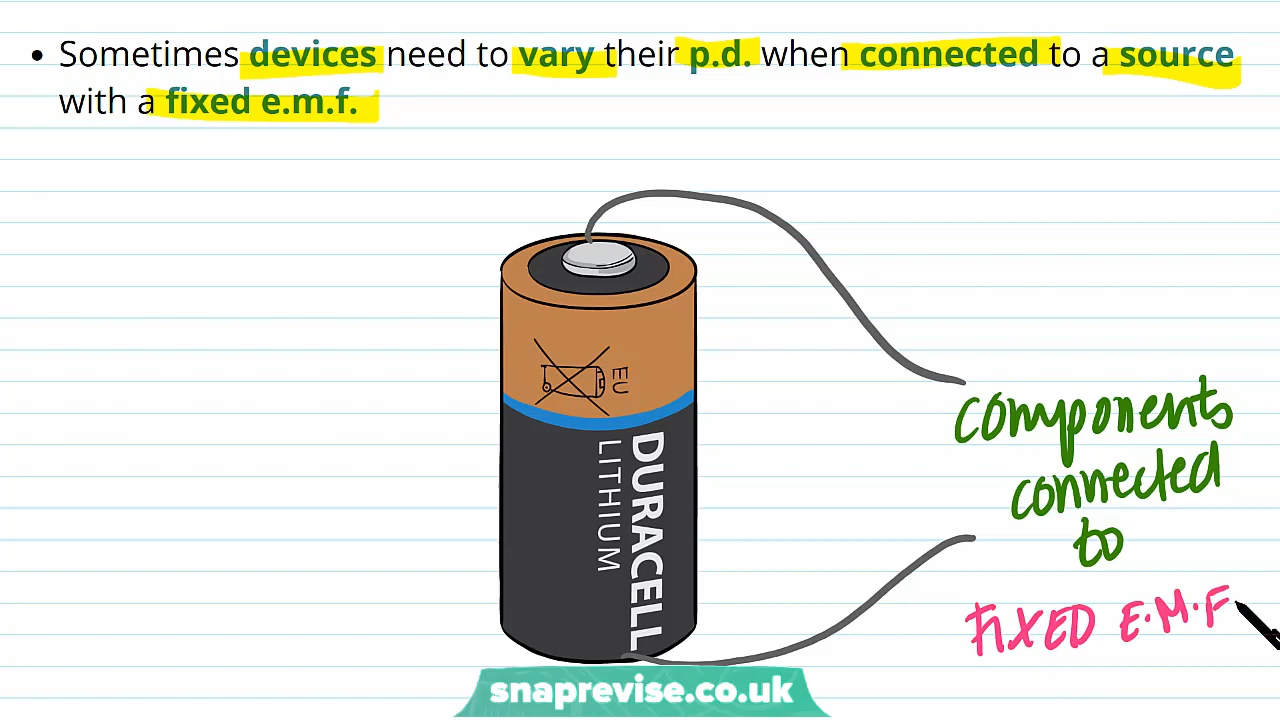 • Sometimes devices need to vary their p.d. when connected to a source
with a fixed e.m.f.
EU
DURACELL
LITHIUM
components
connected
to
FIXED E.M.F
snaprevise.co.uk